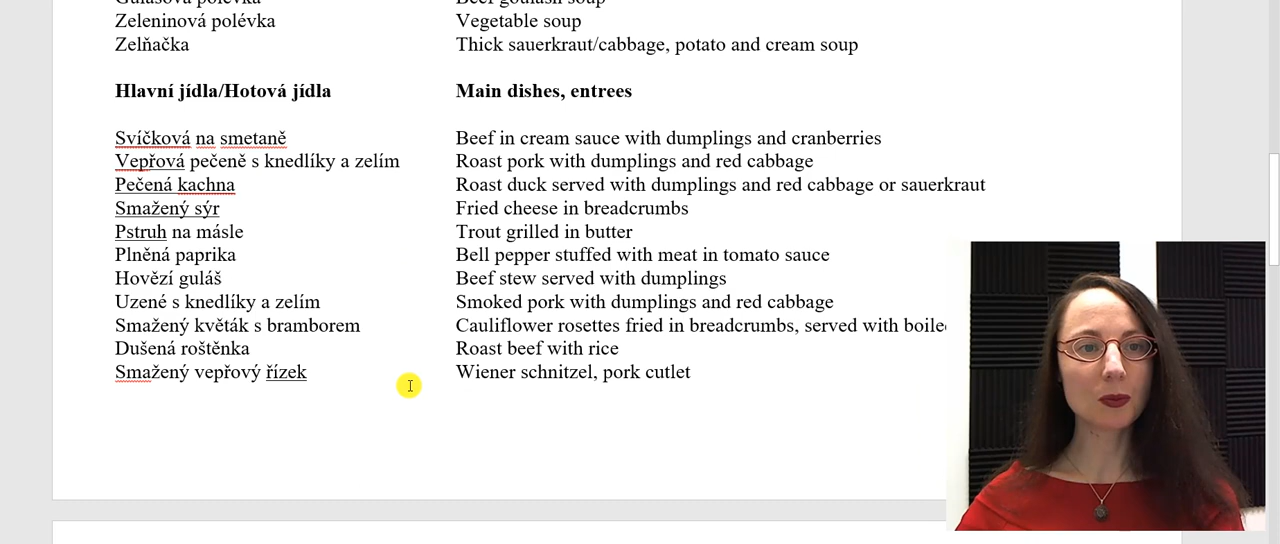 Gulášová polévka Beef goulash soup
Zeleninová polévka Vegetable soup
Zelňačka Thick sauerkraut/cabbage, potato and cream soup
Hlavní jídla/Hotová jídla Main dishes, entrees
Svíčková na smetaně Beef in cream sauce with dumplings and cranberries
Vepřová pečeně s knedlíky a zelím Roast pork with dumplings and red cabbage
Pečená kachna Roast duck served with dumplings and red cabbage or sauerkraut
Smažený sýr Fried cheese in breadcrumbs
Pstruh na másle Trout grilled in butter
Plněná paprika Bell pepper stuffed with meat in tomato sauce
Hovězí guláš Beef stew served with dumplings
Uzené s knedlíky a zelím Smoked pork with dumplings and red cabbage
Smažený květák s bramborem Cauliflower rosettes fried in breadcrumbs, served with
Dušená roštěnka Roast beef with rice
Smažený vepřový řízek Wiener schnitzel, pork cutlet